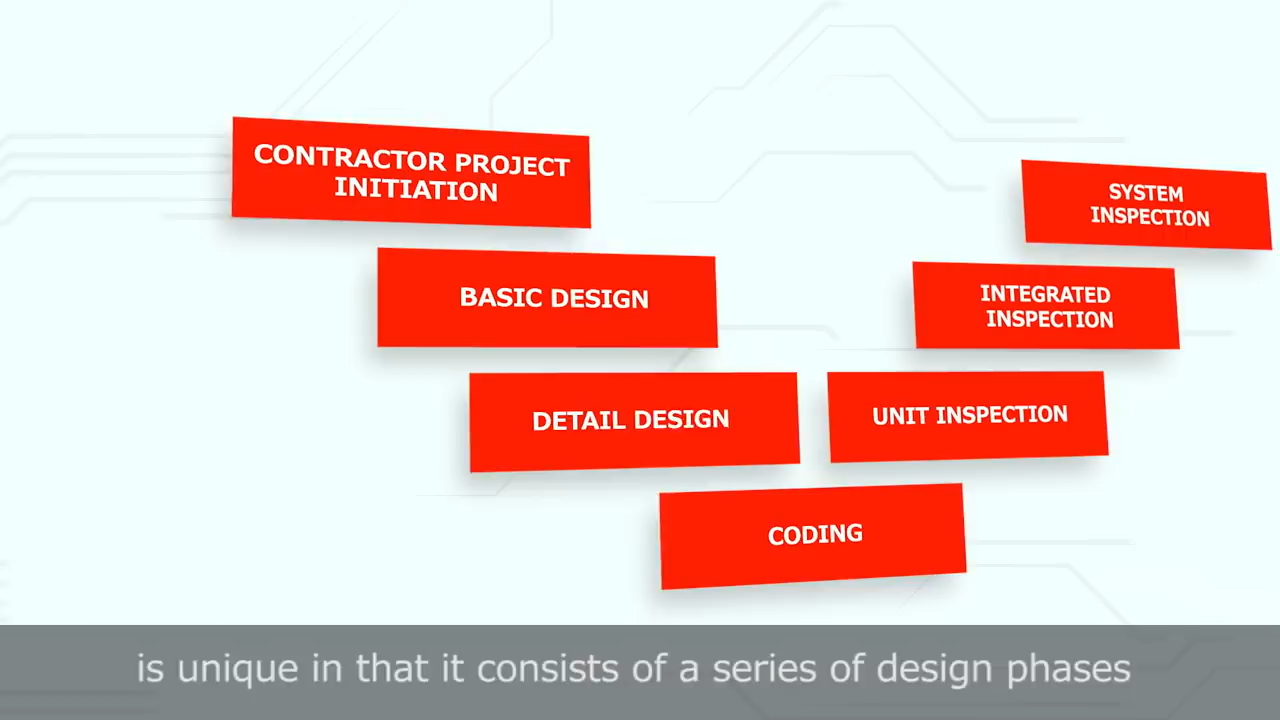 CONTRACTOR PROJECT
INITIATION
BASIC DESIGN
DETAIL DESIGN
CODING
UNIT INSPECTION
INTEGRATED
INSPECTION
SYSTEM
INSPECTION
is unique in that it consists of a series of design phases